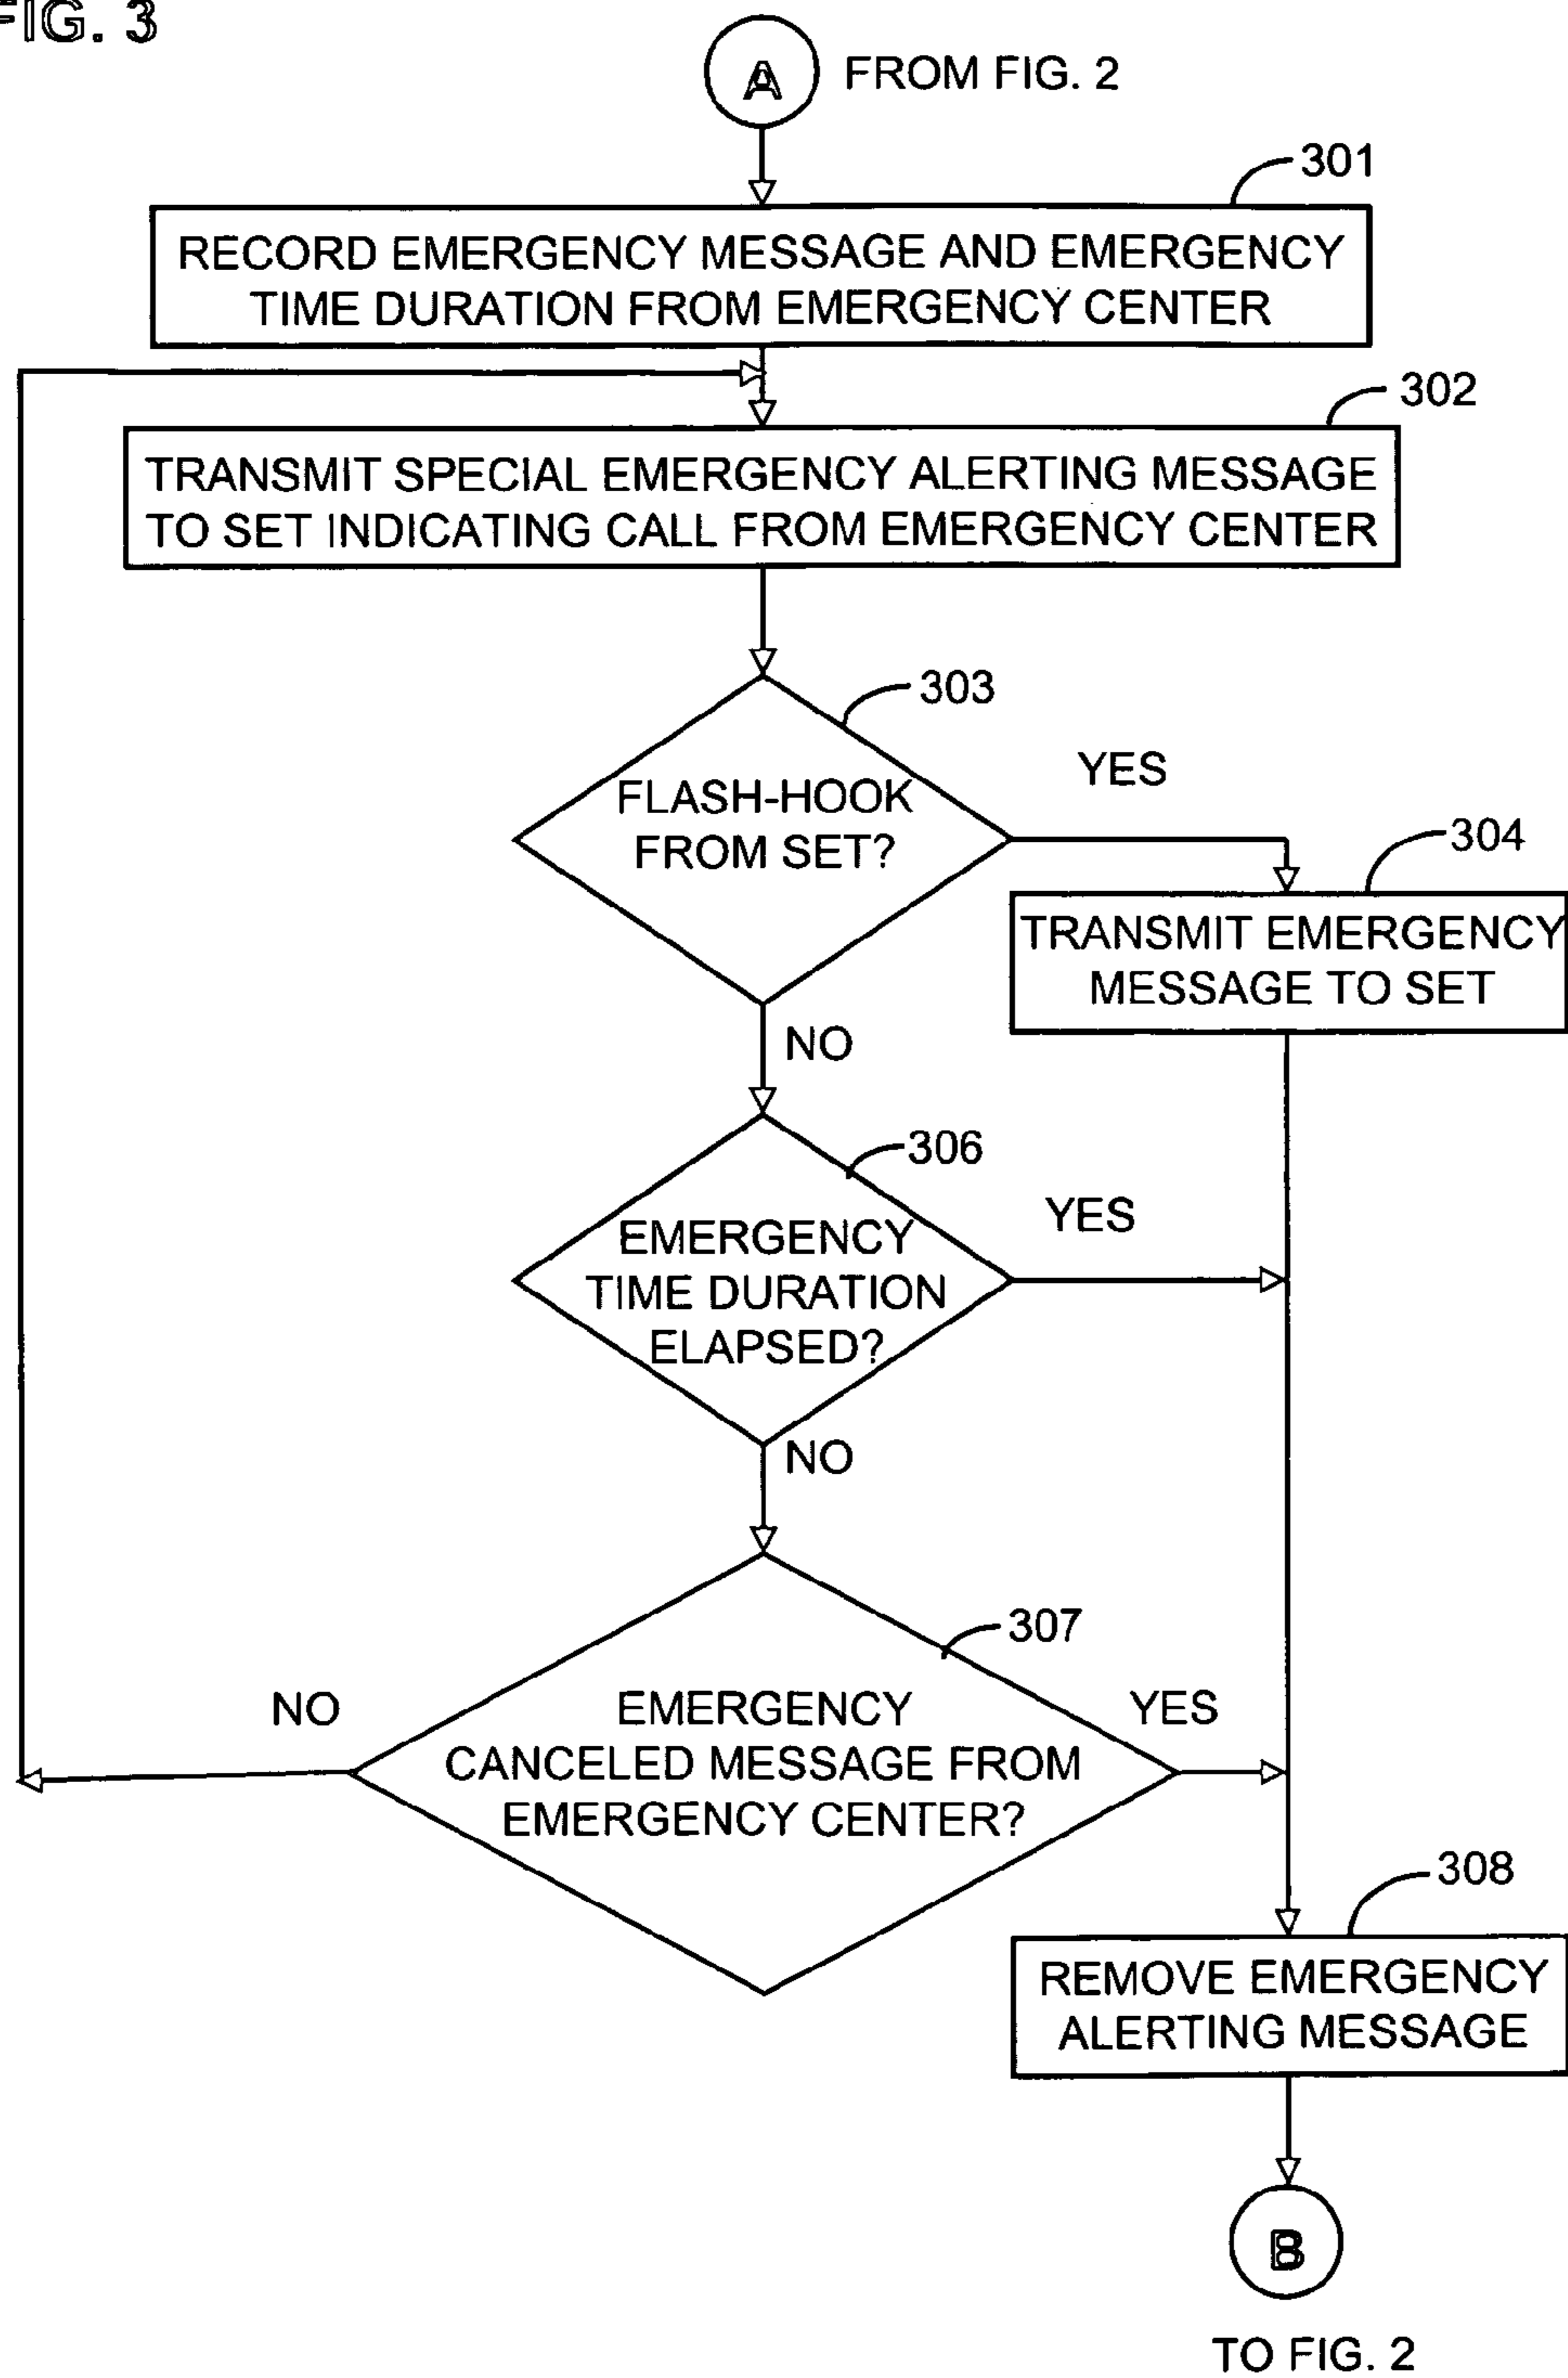 FIG. 3
A FROM FIG. 2
301
RECORD EMERGENCY MESSAGE AND EMERGENCY
TIME DURATION FROM EMERGENCY CENTER
302
TRANSMIT SPECIAL EMERGENCY ALERTING MESSAGE
TO SET INDICATING CALL FROM EMERGENCY CENTER
303
FLASH-HOOK
FROM SET?
YES
304
TRANSMIT EMERGENCY
MESSAGE TO SET
NO
306
EMERGENCY
TIME DURATION
ELAPSED?
YES
NO
307
EMERGENCY
CANCELED MESSAGE FROM
EMERGENCY CENTER?
NO
YES
308
REMOVE EMERGENCY
ALERTING MESSAGE
B
TO FIG. 2